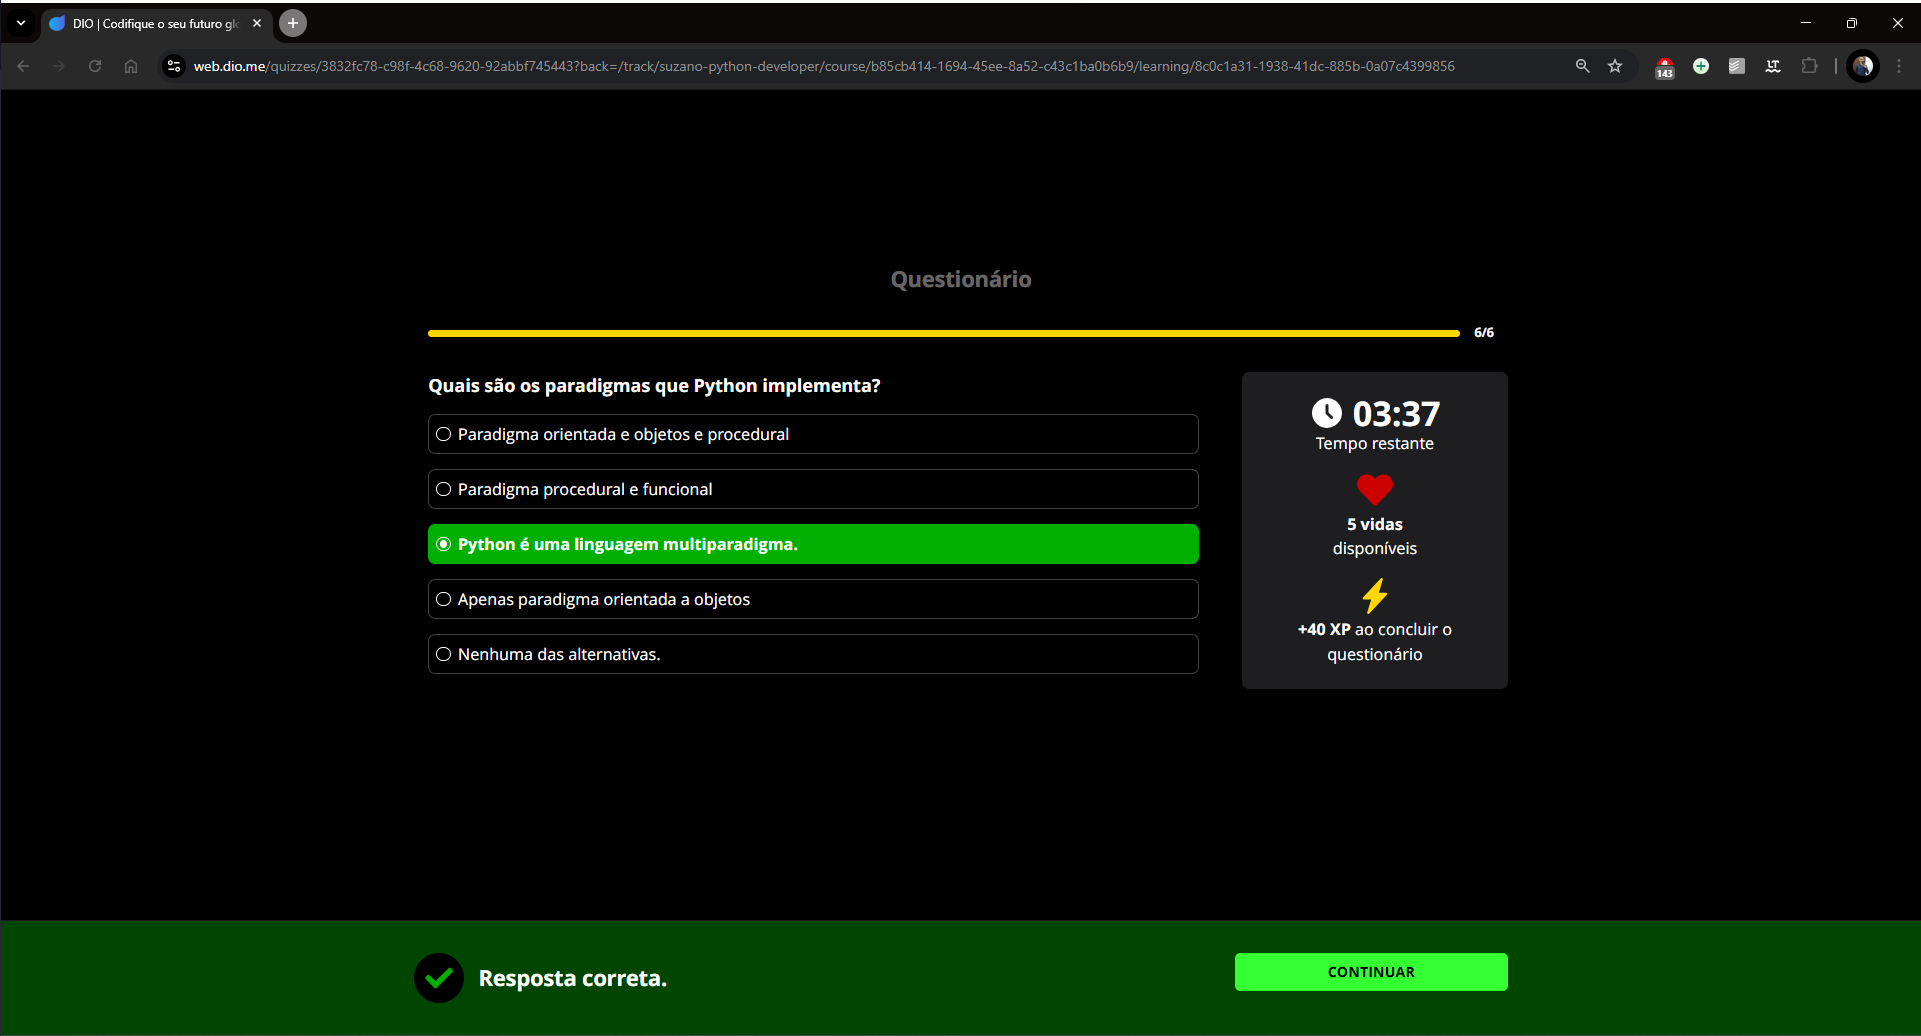 DIO | Codifique o seu futuro glo
web.dio.me/quizzes/3832fc78-c98f-4c68-9620-92abbf745443?back=/track/suzano-python-developer/course/b85cb414-1694-45ee-8a52-c43c1ba0b6b9/learning/8c0c1a31-1938-41dc-885b-0a07c4399856
143
Questionário
6/6
Quais são os paradigmas que Python implementa?
Paradigma orientada e objetos e procedural
Paradigma procedural e funcional
Python é uma linguagem multiparadigma.
Apenas paradigma orientada a objetos
Nenhuma das alternativas.
03:37
Tempo restante
5 vidas
disponíveis
+40 XP ao concluir o
questionário
Resposta correta.
CONTINUAR